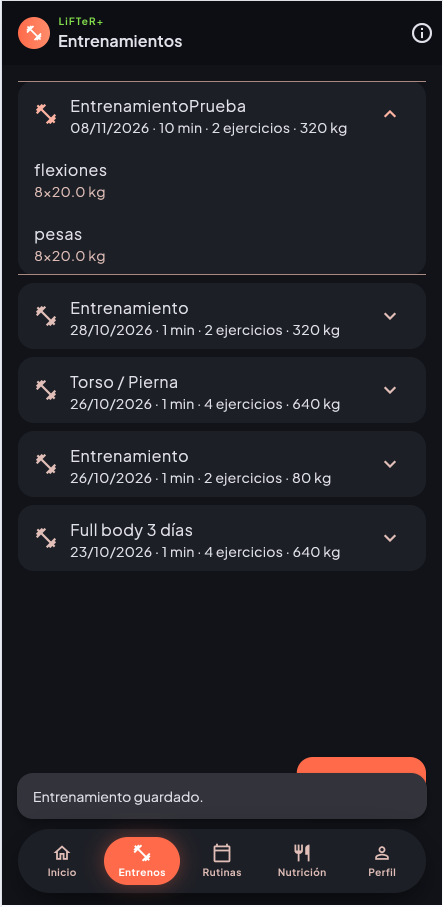 LiFTeR+
Entrenamientos
EntrenamientoPrueba
08/11/2026 · 10 min · 2 ejercicios · 320 kg
flexiones
8×20.0 kg
pesas
8×20.0 kg
Entrenamiento
28/10/2026 · 1 min · 2 ejercicios · 320 kg
Torso / Pierna
26/10/2026 · 1 min · 4 ejercicios · 640 kg
Entrenamiento
26/10/2026 · 1 min · 2 ejercicios · 80 kg
Full body 3 días
23/10/2026 · 1 min · 4 ejercicios · 640 kg
Entrenamiento guardado.
Inicio
Entrenos
Rutinas
Nutrición
Perfil